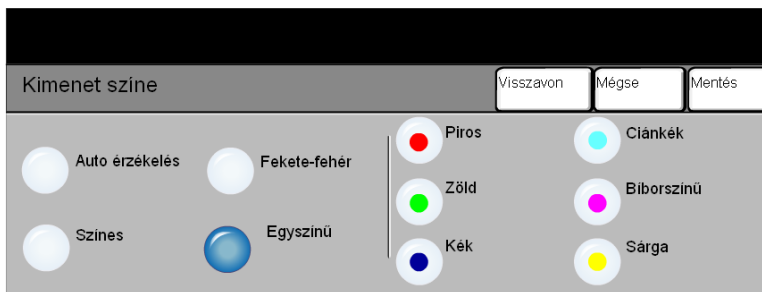 Kimenet színe
Visszavon
Mégse
Mentés
Auto érzékelés
Fekete-fehér
Színes
Egyszínű
Piros
Ciánkék
Zöld
Bíborszínű
Kék
Sárga